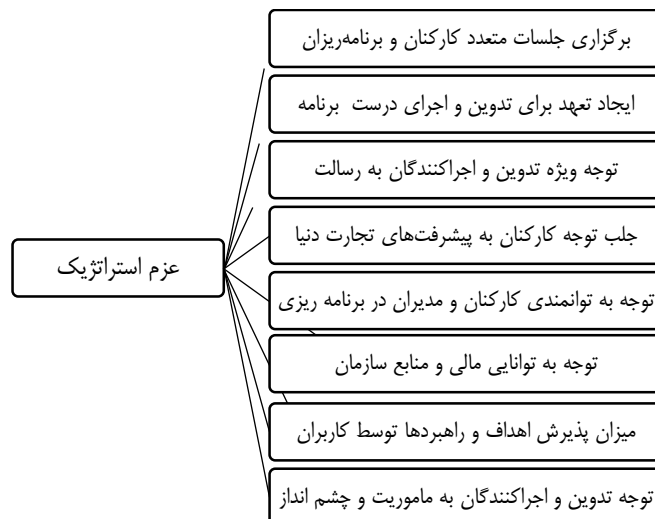 برگزاری جلسات متعدد کارکنان و برنامه‌ریزان
ایجاد تعهد برای تدوین و اجرای درست برنامه
توجه ویژه تدوین و اجراکنندگان به رسالت
جلب توجه کارکنان به پیشرفت‌های تجارت دنیا
عزم استراتژیک
توجه به توانمندی کارکنان و مدیران در برنامه ریزی
توجه به توانایی مالی و منابع سازمان
میزان پذیرش اهداف و راهبردها توسط کاربران
توجه تدوین و اجراکنندگان به ماموریت و چشم انداز